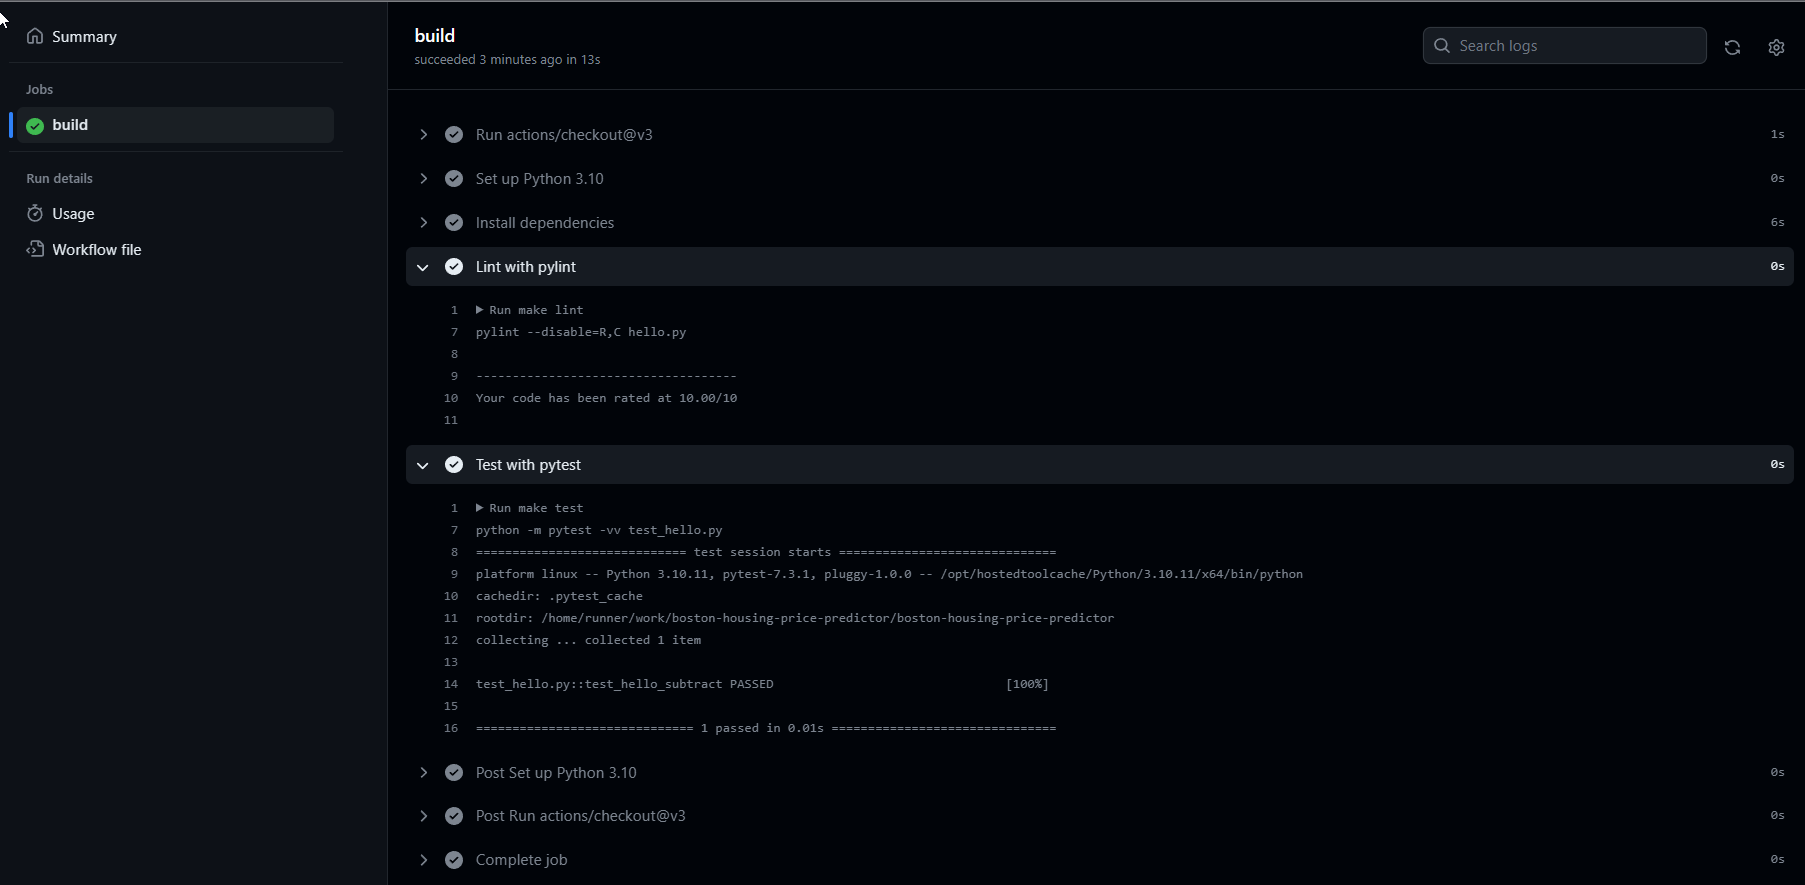 Summary
Jobs
build
Run details
Usage
Workflow file
build
succeeded 3 minutes ago in 13s
Search logs
Run actions/checkout@v3 1s
Set up Python 3.10 0s
Install dependencies 6s
Lint with pylint 0s
1 Run make lint
7 pylint --disable=R,C hello.py
8
9 ------------------------------------
10 Your code has been rated at 10.00/10
11
Test with pytest 0s
1 Run make test
7 python -m pytest -vv test_hello.py
8 ============================= test session starts ==============================
9 platform linux -- Python 3.10.11, pytest-7.3.1, pluggy-1.0.0 -- /opt/hostedtoolcache/Python/3.10.11/x64/bin/python
10 cachedir: .pytest_cache
11 rootdir: /home/runner/work/boston-housing-price-predictor/boston-housing-price-predictor
12 collecting ... collected 1 item
13
14 test_hello.py::test_hello_subtract PASSED [100%]
15
16 ============================== 1 passed in 0.01s ===============================
Post Set up Python 3.10 0s
Post Run actions/checkout@v3 0s
Complete job 0s